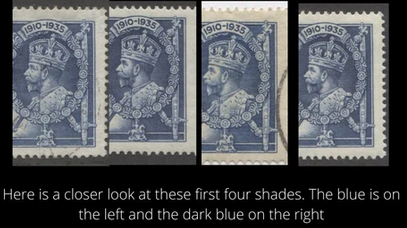 1910-1935 1910-1935 1910-1935 1910-1935
Here is a closer look at these first four shades. The blue is on
the left and the dark blue on the right